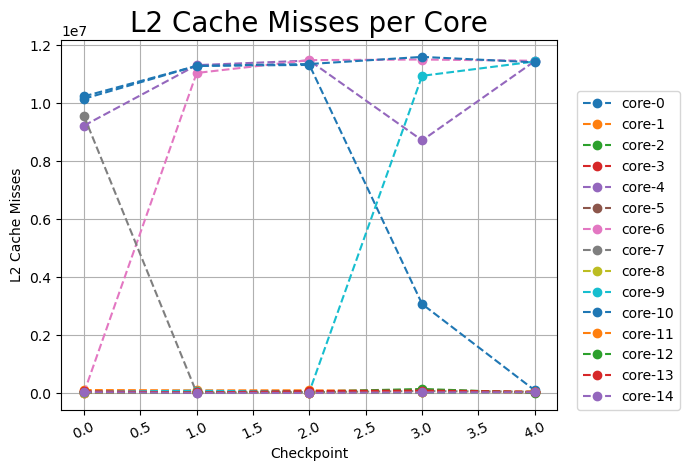 L2 Cache Misses per Core
1e7
1.2
1.0
0.8
0.6
0.4
0.2
0.0
L2 Cache Misses
0.0
0.5
1.0
1.5
2.0
2.5
3.0
3.5
4.0
Checkpoint
core-0
core-1
core-2
core-3
core-4
core-5
core-6
core-7
core-8
core-9
core-10
core-11
core-12
core-13
core-14